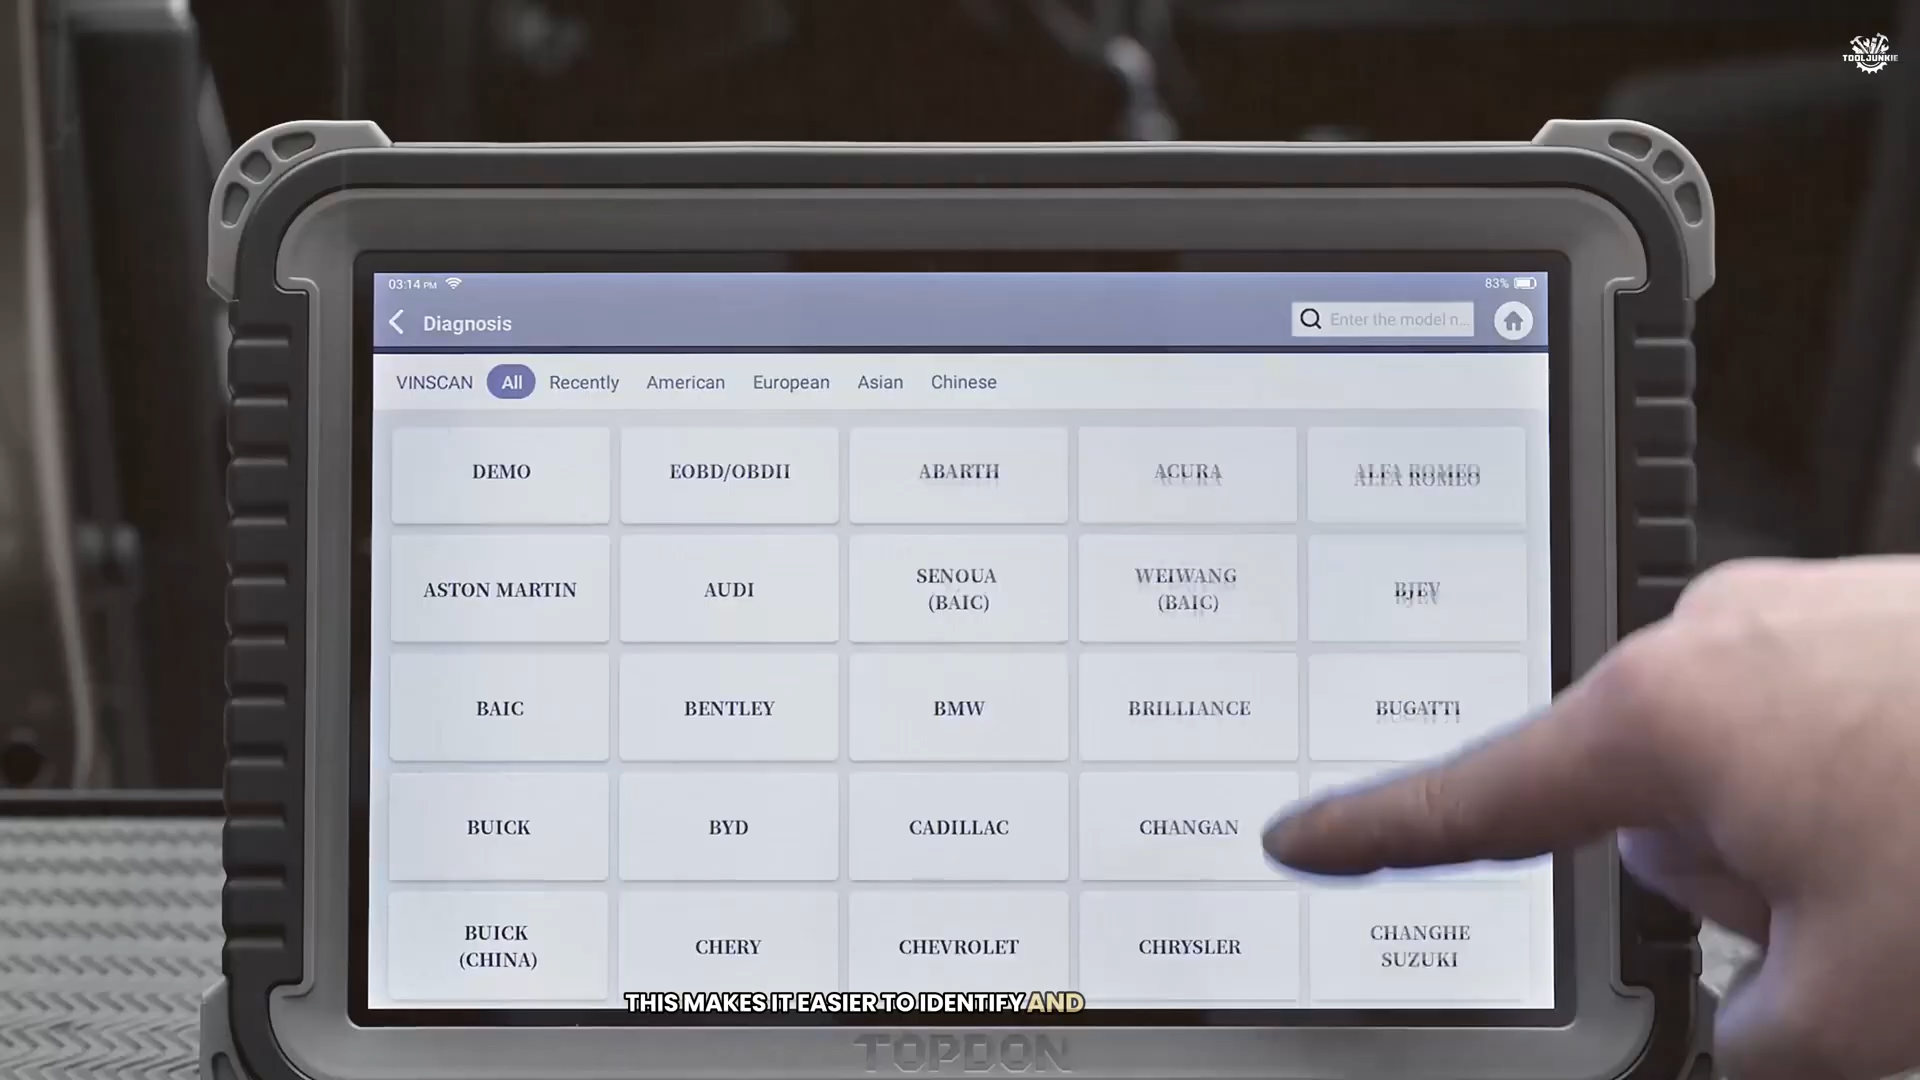 TOOLJUNKIE
03:14 PM
83%
Diagnosis
Enter the model n...
VINSCAN All Recently American European Asian Chinese
DEMO
EOBD/OBDII
ABARTH
ACURA
ALFA ROMEO
ASTON MARTIN
AUDI
SENOUA
(BAIC)
WEIWANG
(BAIC)
BJEV
BAIC
BENTLEY
BMW
BRILLIANCE
BUGATTI
BUICK
BYD
CADILLAC
CHANGAN
BUICK
(CHINA)
CHERY
CHEVROLET
CHRYSLER
CHANGHE
SUZUKI
THIS MAKES IT EASIER TO IDENTIFY AND
TOPDON